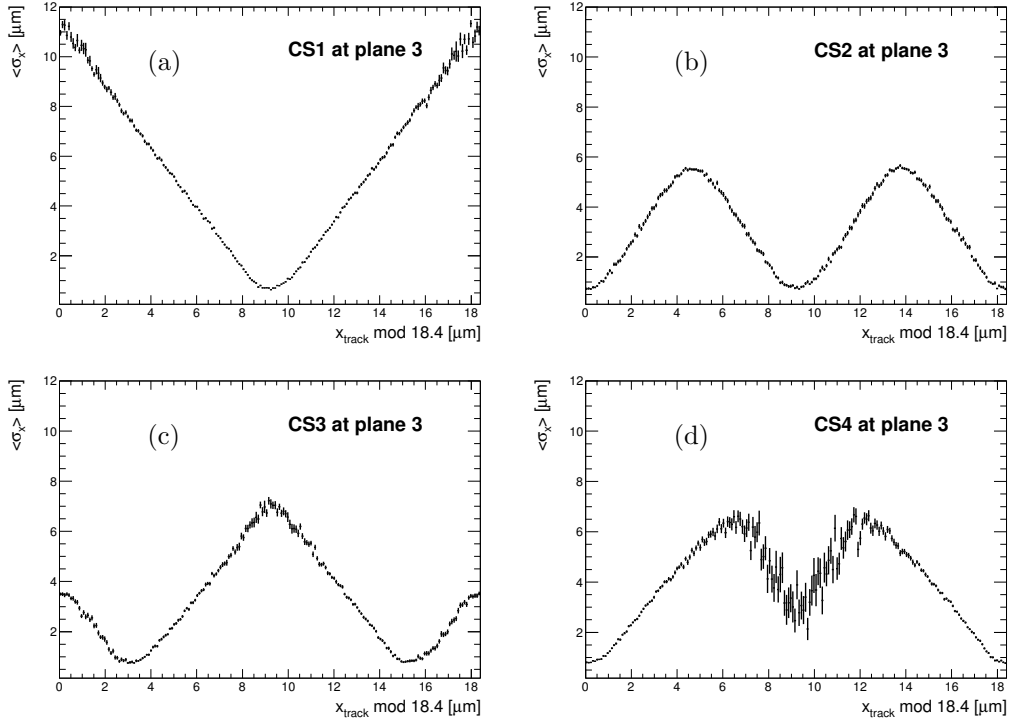 <σx> [μm]
12
10
8
6
4
2
(a)
CS1 at plane 3
0 2 4 6 8 10 12 14 16 18
xtrack mod 18.4 [μm]
<σx> [μm]
12
10
8
6
4
2
(b)
CS2 at plane 3
0 2 4 6 8 10 12 14 16 18
xtrack mod 18.4 [μm]
<σx> [μm]
12
10
8
6
4
2
(c)
CS3 at plane 3
0 2 4 6 8 10 12 14 16 18
xtrack mod 18.4 [μm]
<σx> [μm]
12
10
8
6
4
2
(d)
CS4 at plane 3
0 2 4 6 8 10 12 14 16 18
xtrack mod 18.4 [μm]